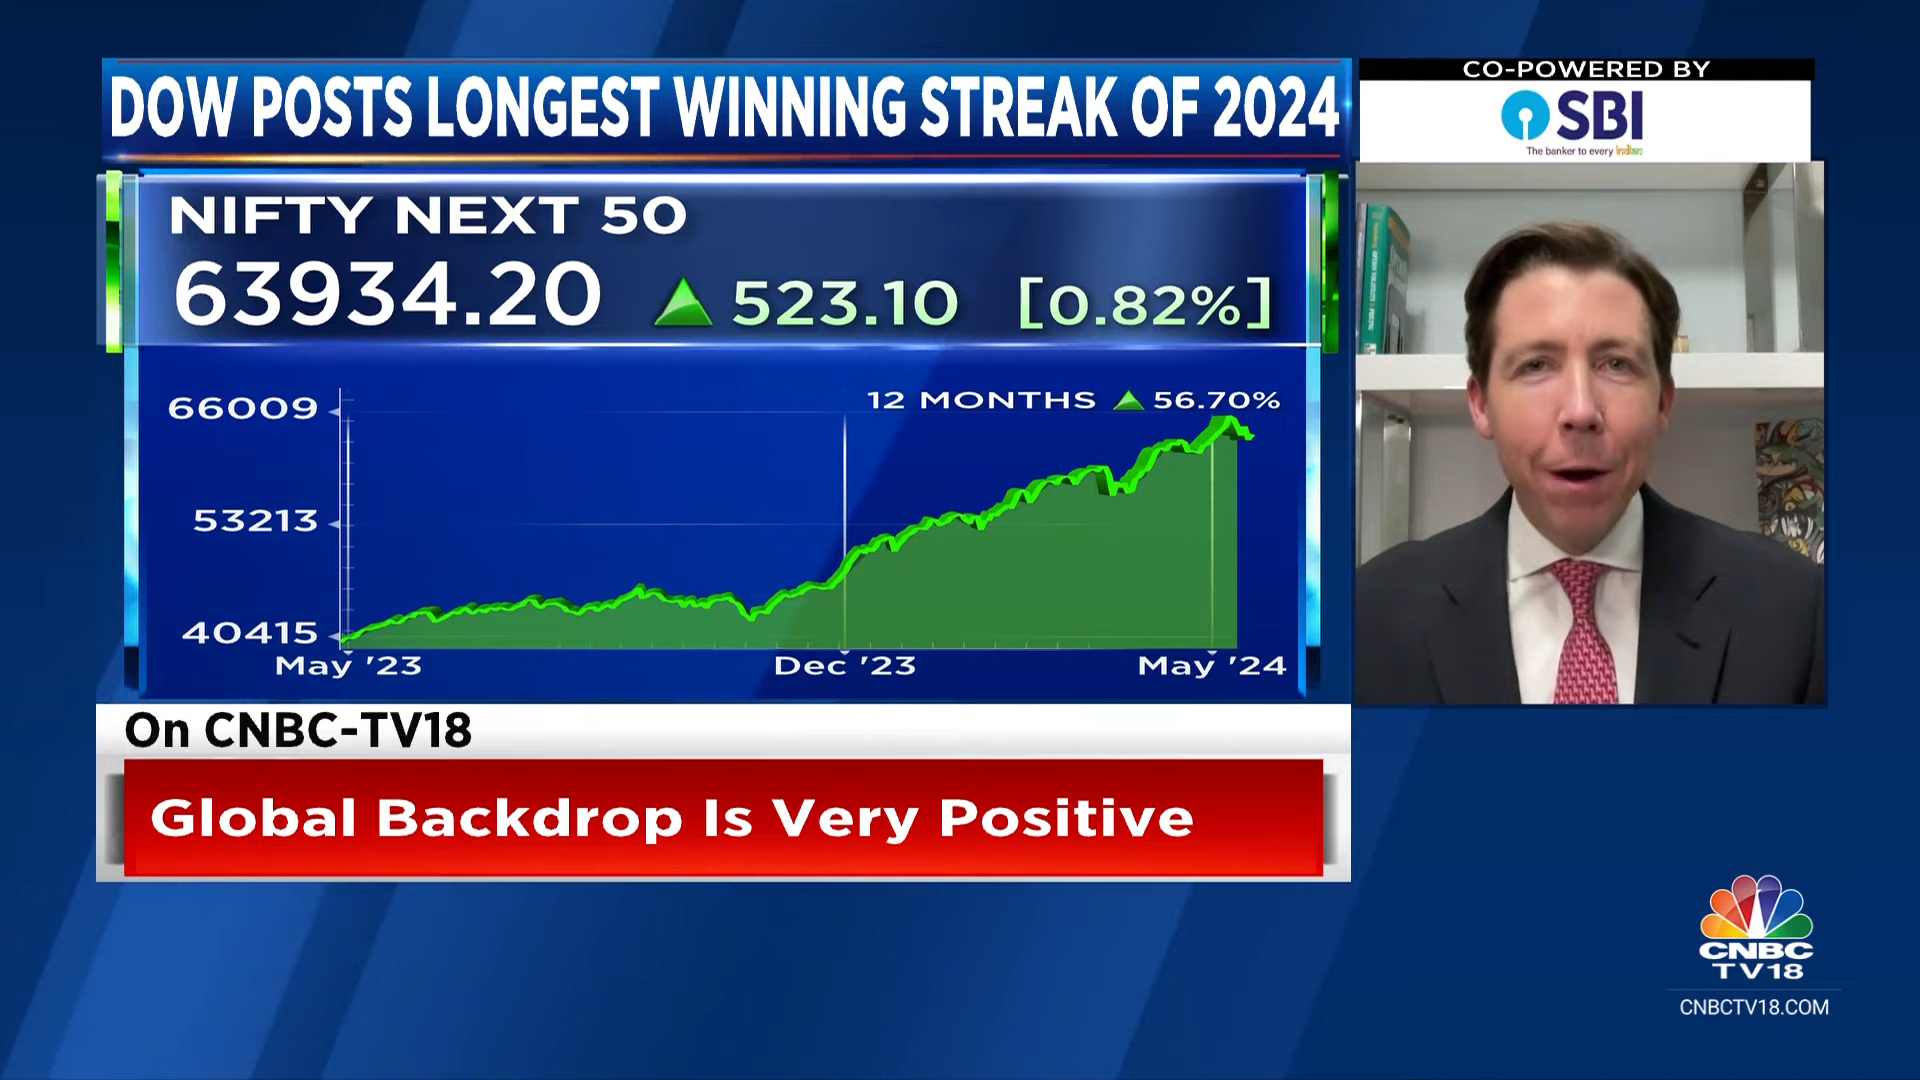 DOW POSTS LONGEST WINNING STREAK OF 2024
CO-POWERED BY
SBI
The banker to every indian
NIFTY NEXT 50
63934.20 ▲ 523.10 [0.82%]
12 MONTHS ▲ 56.70%
66009
53213
40415
May '23 Dec '23 May '24
On CNBC-TV18
Global Backdrop Is Very Positive
CNBC
TV18
CNBCTV18.COM